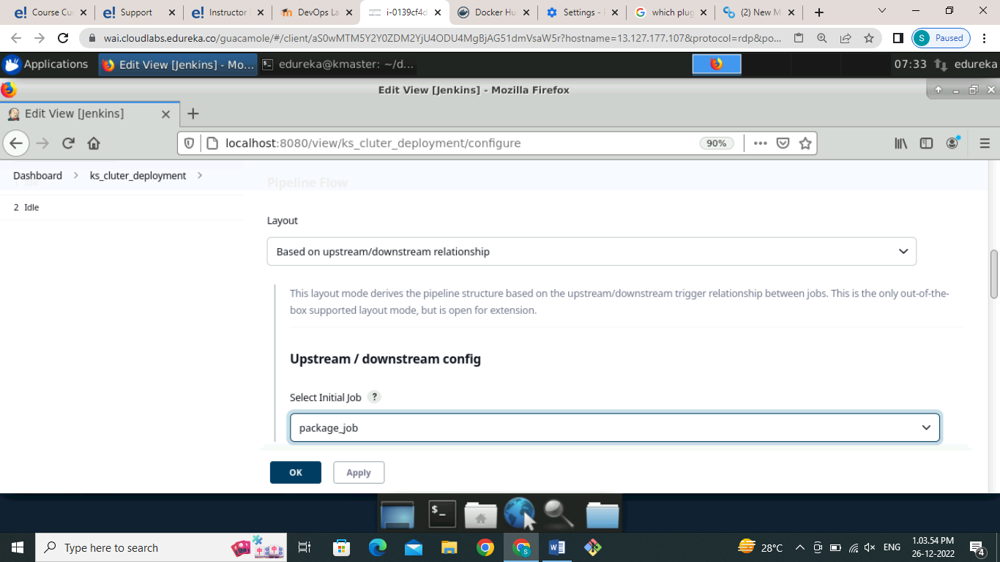 Course Cu
Support
Instructor
DevOps La
i-0139cf4d
Docker Hu
Settings -
which plug
(2) New M
wai.cloudlabs.edureka.co/guacamole/#/client/aS0wMTM5Y2Y0ZDM2YjU4ODU4MgBjAG51dmVsaW5r?hostname=13.127.177.107&protocol=rdp&po...
S Paused
Applications
Edit View [Jenkins] - Mo...
edureka@kmaster: ~/d...
07:33
edureka
Edit View [Jenkins] - Mozilla Firefox
Edit View [Jenkins]
localhost:8080/view/ks_cluter_deployment/configure
90%
Dashboard
ks_cluter_deployment
1 Idle
Pipeline Flow
2 Idle
Layout
Based on upstream/downstream relationship
This layout mode derives the pipeline structure based on the upstream/downstream trigger relationship between jobs. This is the only out-of-the-
box supported layout mode, but is open for extension.
Upstream / downstream config
Select Initial Job ?
package_job
OK
Apply
Type here to search
28°C
ENG
1.03.54 PM
26-12-2022
4